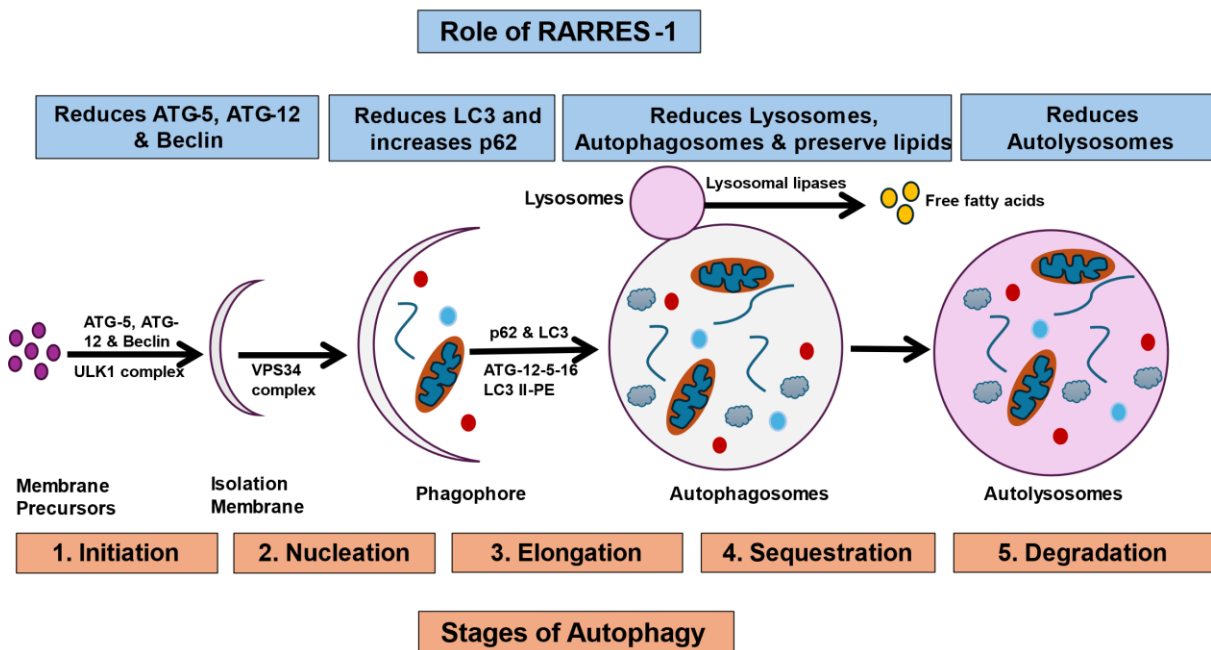 Role of RARRES-1
Reduces ATG-5, ATG-12
& Beclin
Reduces LC3 and
increases p62
Reduces Lysosomes,
Autophagosomes & preserve lipids
Reduces
Autolysosomes
Lysosomes
Lysosomal lipases
Free fatty acids
ATG-5, ATG-
12 & Beclin
ULK1 complex
VPS34
complex
p62 & LC3
ATG-12-5-16
LC3 II-PE
Membrane
Precursors
Isolation
Membrane
Phagophore
Autophagosomes
Autolysosomes
1. Initiation
2. Nucleation
3. Elongation
4. Sequestration
5. Degradation
Stages of Autophagy